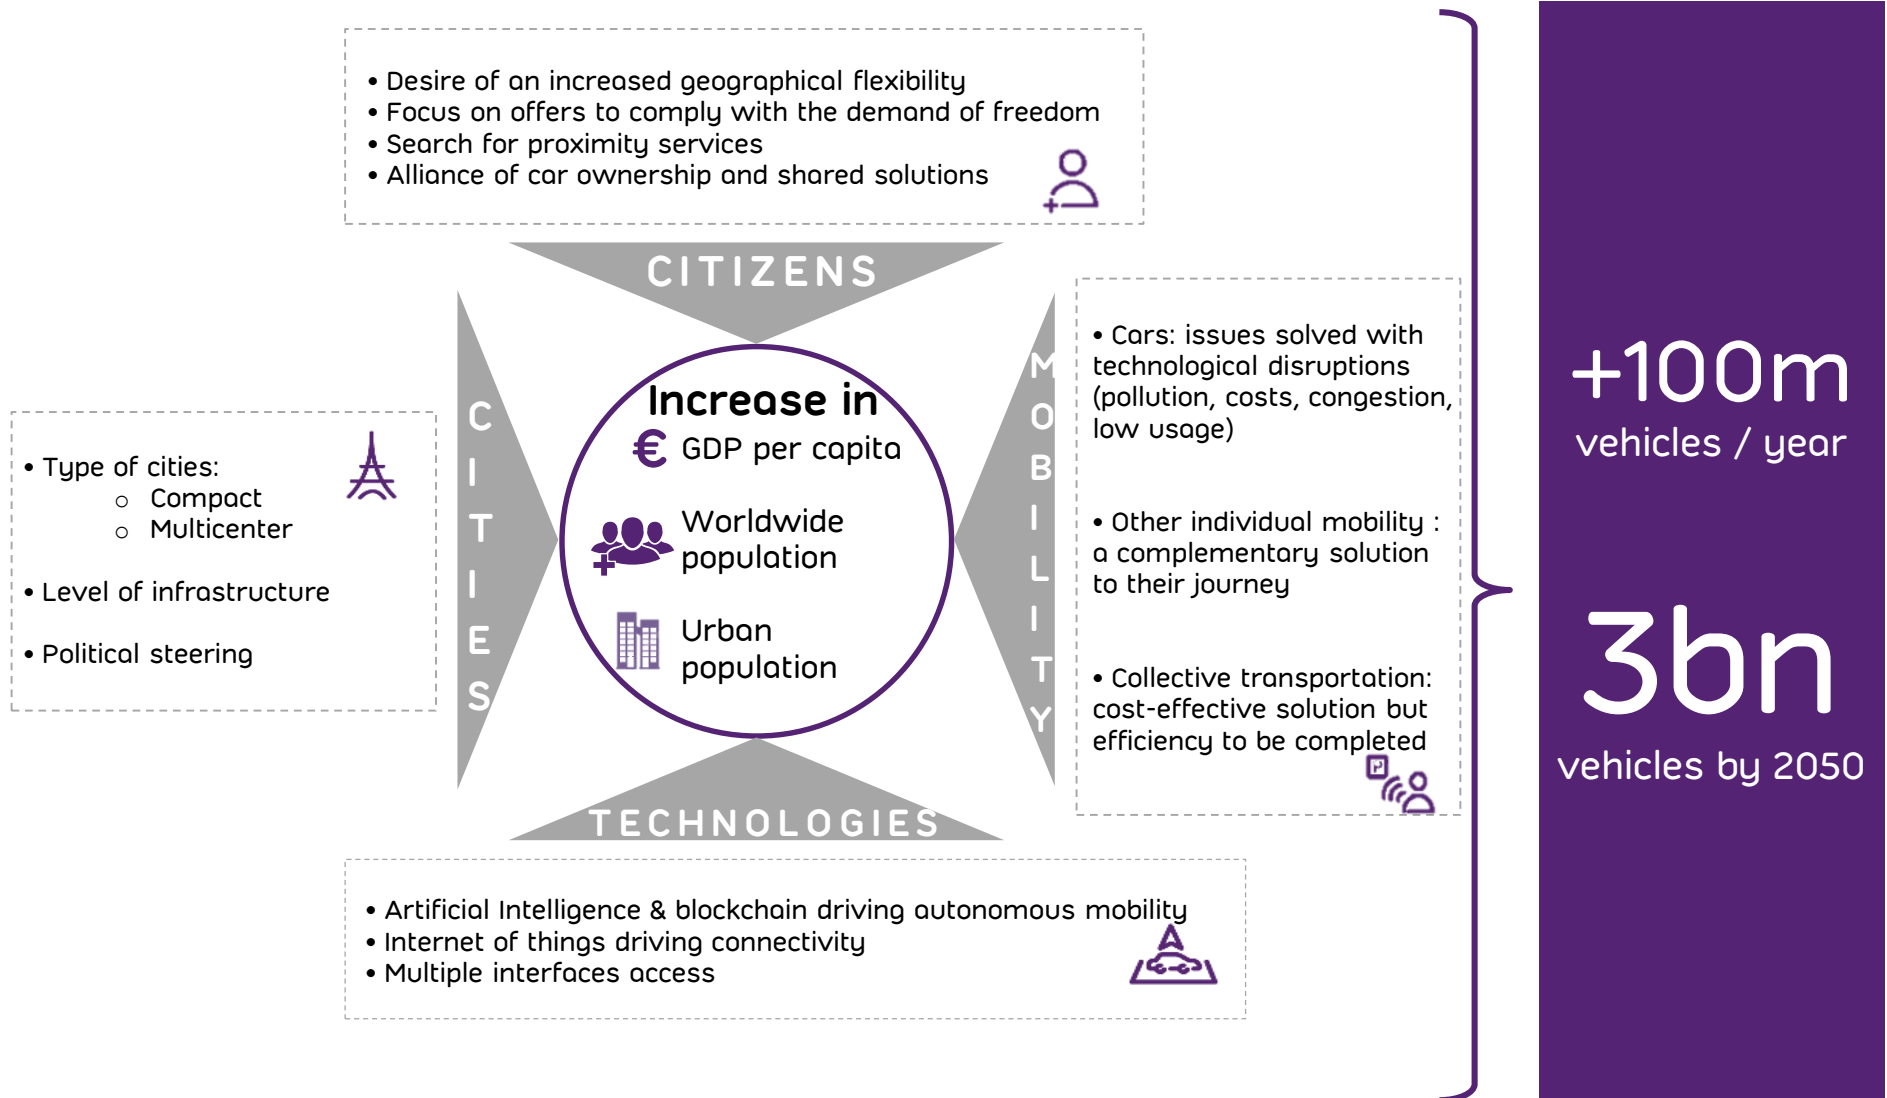 • Desire of an increased geographical flexibility
• Focus on offers to comply with the demand of freedom
• Search for proximity services
• Alliance of car ownership and shared solutions
CITIZENS
• Type of cities:
o Compact
o Multicenter
• Level of infrastructure
• Political steering
CITIES
Increase in
€ GDP per capita
Worldwide
population
Urban
population
MOBILITY
• Cars: issues solved with
technological disruptions
(pollution, costs, congestion,
low usage)
• Other individual mobility :
a complementary solution
to their journey
• Collective transportation:
cost-effective solution but
efficiency to be completed
TECHNOLOGIES
• Artificial Intelligence & blockchain driving autonomous mobility
• Internet of things driving connectivity
• Multiple interfaces access
+100m
vehicles / year
3bn
vehicles by 2050